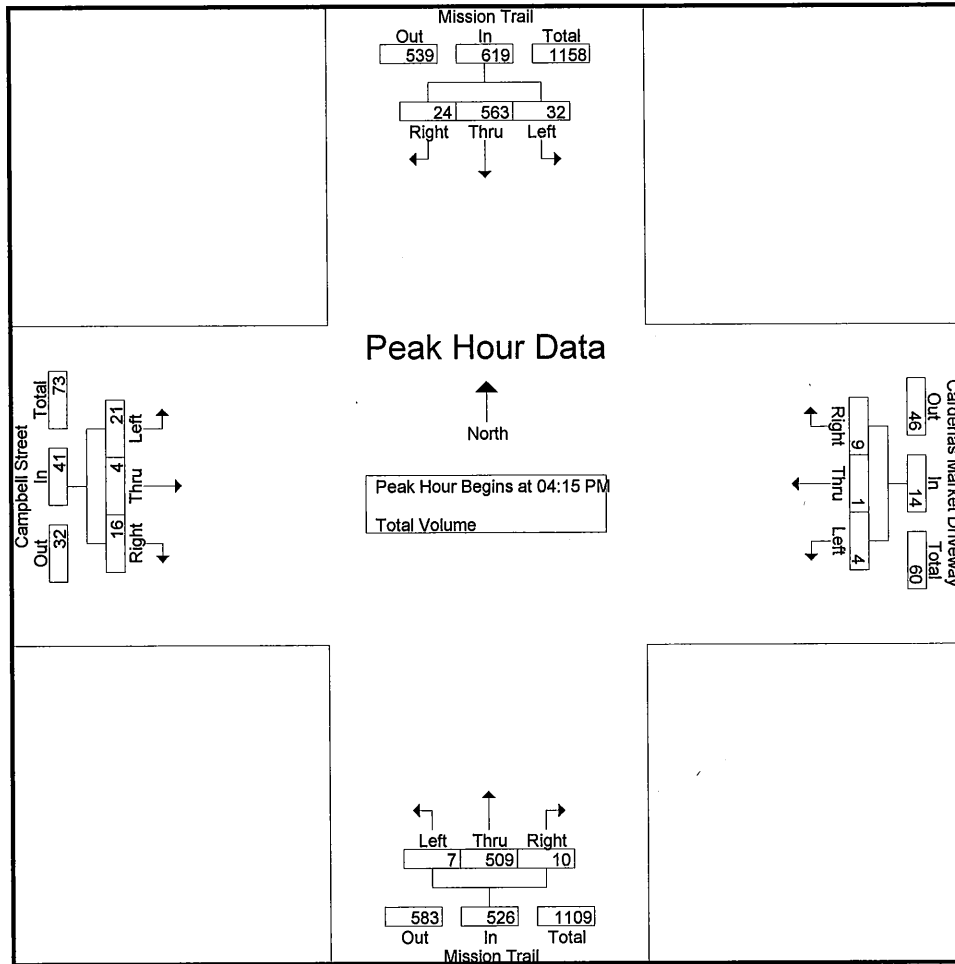 Mission Trail
Out In Total
539 619 1158
24 563 32
Right Thru Left
Peak Hour Data
North
Peak Hour Begins at 04:15 PM
Total Volume
Campbell Street
Out In Total
32 41 73
21 4 16
Left Thru Right
Cardenas Market Driveway
Out In Total
46 14 60
9 1 4
Right Thru Left
Left Thru Right
7 509 10
583 526 1109
Out In Total
Mission Trail